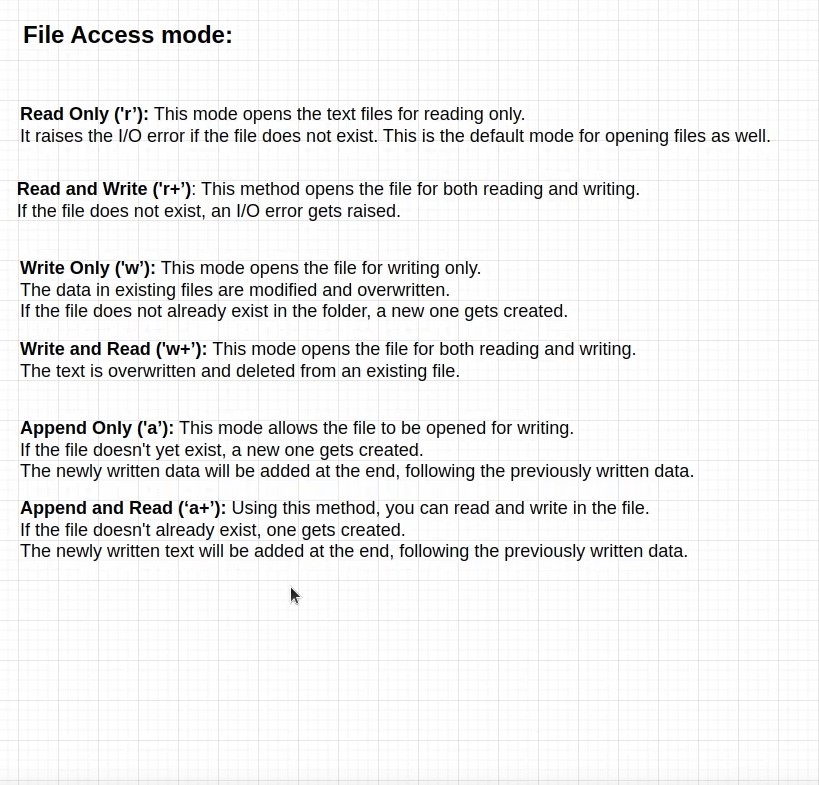 File Access mode:
Read Only ('r’): This mode opens the text files for reading only.
It raises the I/O error if the file does not exist. This is the default mode for opening files as well.
Read and Write ('r+’): This method opens the file for both reading and writing.
If the file does not exist, an I/O error gets raised.
Write Only ('w’): This mode opens the file for writing only.
The data in existing files are modified and overwritten.
If the file does not already exist in the folder, a new one gets created.
Write and Read ('w+’): This mode opens the file for both reading and writing.
The text is overwritten and deleted from an existing file.
Append Only ('a’): This mode allows the file to be opened for writing.
If the file doesn't yet exist, a new one gets created.
The newly written data will be added at the end, following the previously written data.
Append and Read (‘a+’): Using this method, you can read and write in the file.
If the file doesn't already exist, one gets created.
The newly written text will be added at the end, following the previously written data.